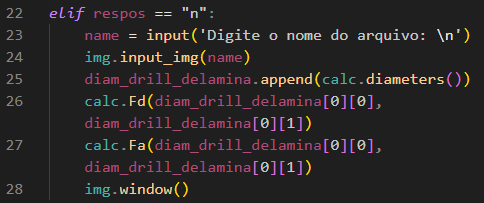 22 elif respos == "n":
23 name = input('Digite o nome do arquivo: \n')
24 img.input_img(name)
25 diam_drill_delamina.append(calc.diameters())
26 calc.Fd(diam_drill_delamina[0][0],
diam_drill_delamina[0][1])
27 calc.Fa(diam_drill_delamina[0][0],
diam_drill_delamina[0][1])
28 img.window()